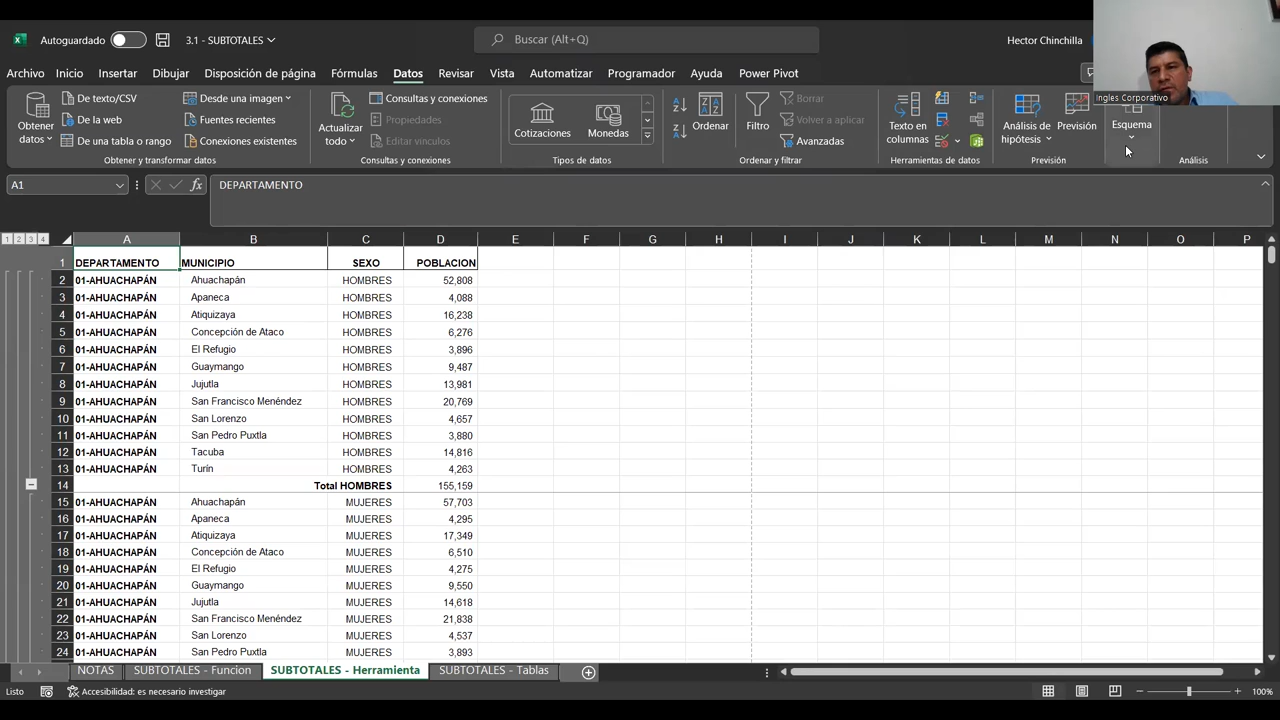 Autoguardado 3.1 - SUBTOTALES Buscar (Alt+Q) Hector Chinchilla
Ingles Corporativo
Archivo Inicio Insertar Dibujar Disposición de página Fórmulas Datos Revisar Vista Automatizar Programador Ayuda Power Pivot
Obtener datos
De texto/CSV
De la web
De una tabla o rango
Desde una imagen
Fuentes recientes
Conexiones existentes
Obtener y transformar datos
Actualizar todo
Consultas y conexiones
Propiedades
Editar vínculos
Consultas y conexiones
Cotizaciones Monedas
Tipos de datos
Ordenar
Filtro
Borrar
Volver a aplicar
Avanzadas
Ordenar y filtrar
Texto en columnas
Herramientas de datos
Análisis de hipótesis
Previsión
Previsión
Esquema
Análisis
A1 fx DEPARTAMENTO
1 2 3 4 A B C D E F G H I J K L M N O P
1 DEPARTAMENTO MUNICIPIO SEXO POBLACION
2 01-AHUACHAPÁN Ahuachapán HOMBRES 52,808
3 01-AHUACHAPÁN Apaneca HOMBRES 4,088
4 01-AHUACHAPÁN Atiquizaya HOMBRES 16,238
5 01-AHUACHAPÁN Concepción de Ataco HOMBRES 6,276
6 01-AHUACHAPÁN El Refugio HOMBRES 3,896
7 01-AHUACHAPÁN Guaymango HOMBRES 9,487
8 01-AHUACHAPÁN Jujutla HOMBRES 13,981
9 01-AHUACHAPÁN San Francisco Menéndez HOMBRES 20,769
10 01-AHUACHAPÁN San Lorenzo HOMBRES 4,657
11 01-AHUACHAPÁN San Pedro Puxtla HOMBRES 3,880
12 01-AHUACHAPÁN Tacuba HOMBRES 14,816
13 01-AHUACHAPÁN Turín HOMBRES 4,263
14 Total HOMBRES 155,159
15 01-AHUACHAPÁN Ahuachapán MUJERES 57,703
16 01-AHUACHAPÁN Apaneca MUJERES 4,295
17 01-AHUACHAPÁN Atiquizaya MUJERES 17,349
18 01-AHUACHAPÁN Concepción de Ataco MUJERES 6,510
19 01-AHUACHAPÁN El Refugio MUJERES 4,275
20 01-AHUACHAPÁN Guaymango MUJERES 9,550
21 01-AHUACHAPÁN Jujutla MUJERES 14,618
22 01-AHUACHAPÁN San Francisco Menéndez MUJERES 21,838
23 01-AHUACHAPÁN San Lorenzo MUJERES 4,537
24 01-AHUACHAPÁN San Pedro Puxtla MUJERES 3,893
NOTAS SUBTOTALES - Funcion SUBTOTALES - Herramienta SUBTOTALES - Tablas
Listo Accesibilidad: es necesario investigar 100%